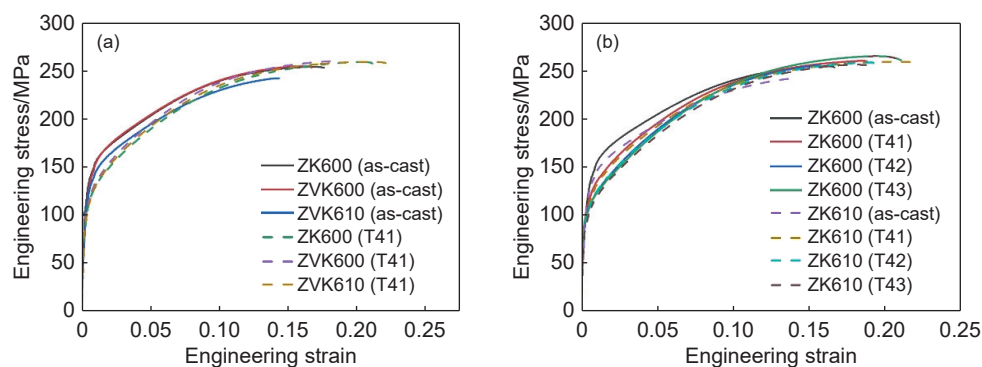 (a)
Engineering stress/MPa
300
250
200
150
100
50
0
ZK600 (as-cast)
ZVK600 (as-cast)
ZVK610 (as-cast)
ZK600 (T41)
ZVK600 (T41)
ZVK610 (T41)
0 0.05 0.10 0.15 0.20 0.25
Engineering strain
(b)
Engineering stress/MPa
300
250
200
150
100
50
0
ZK600 (as-cast)
ZK600 (T41)
ZK600 (T42)
ZK600 (T43)
ZK610 (as-cast)
ZK610 (T41)
ZK610 (T42)
ZK610 (T43)
0 0.05 0.10 0.15 0.20 0.25
Engineering strain